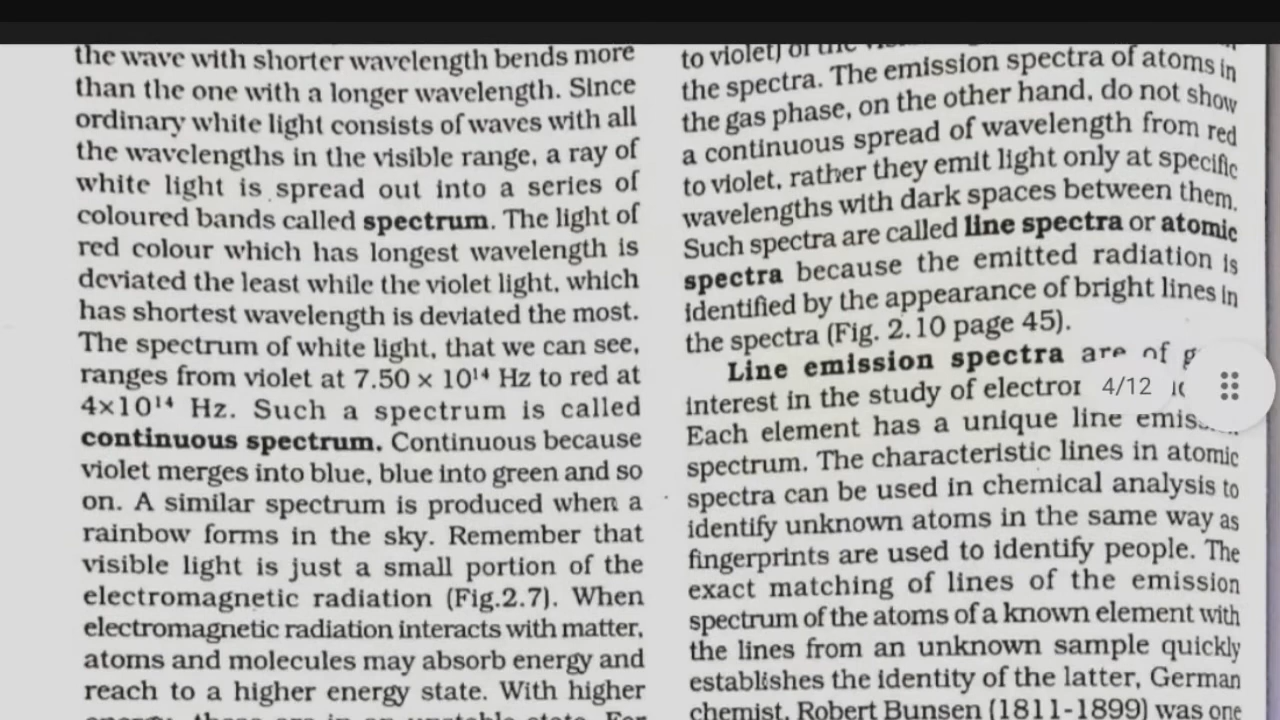 the wave with shorter wavelength bends more
than the one with a longer wavelength. Since
ordinary white light consists of waves with all
the wavelengths in the visible range, a ray of
white light is spread out into a series of
coloured bands called spectrum. The light of
red colour which has longest wavelength is
deviated the least while the violet light, which
has shortest wavelength is deviated the most.
The spectrum of white light, that we can see,
ranges from violet at 7.50 × 10¹⁴ Hz to red at
4×10¹⁴ Hz. Such a spectrum is called
continuous spectrum. Continuous because
violet merges into blue, blue into green and so
on. A similar spectrum is produced when a
rainbow forms in the sky. Remember that
visible light is just a small portion of the
electromagnetic radiation (Fig.2.7). When
electromagnetic radiation interacts with matter,
atoms and molecules may absorb energy and
reach to a higher energy state. With higher
to violet) of the
the spectra. The emission spectra of atoms in
the gas phase, on the other hand, do not show
a continuous spread of wavelength from red
to violet, rather they emit light only at specific
wavelengths with dark spaces between them.
Such spectra are called line spectra or atomic
spectra because the emitted radiation is
identified by the appearance of bright lines in
the spectra (Fig. 2.10 page 45).
Line emission spectra are of
interest in the study of
4/12
Each element has a unique line
spectrum. The characteristic lines in atomic
spectra can be used in chemical analysis to
identify unknown atoms in the same way as
fingerprints are used to identify people. The
exact matching of lines of the emission
spectrum of the atoms of a known element with
the lines from an unknown sample quickly
establishes the identity of the latter, German
chemist, Robert Bunsen (1811-1899) was one